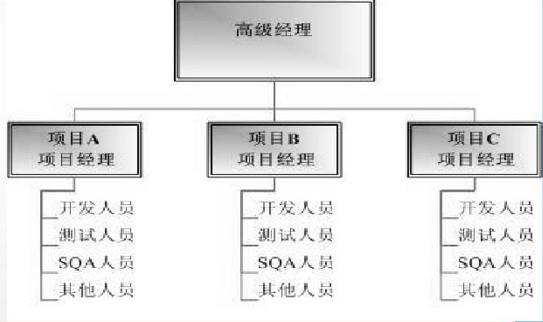 高级经理
项目A
项目经理
开发人员
测试人员
SQA人员
其他人员
项目B
项目经理
开发人员
测试人员
SQA人员
其他人员
项目C
项目经理
开发人员
测试人员
SQA人员
其他人员